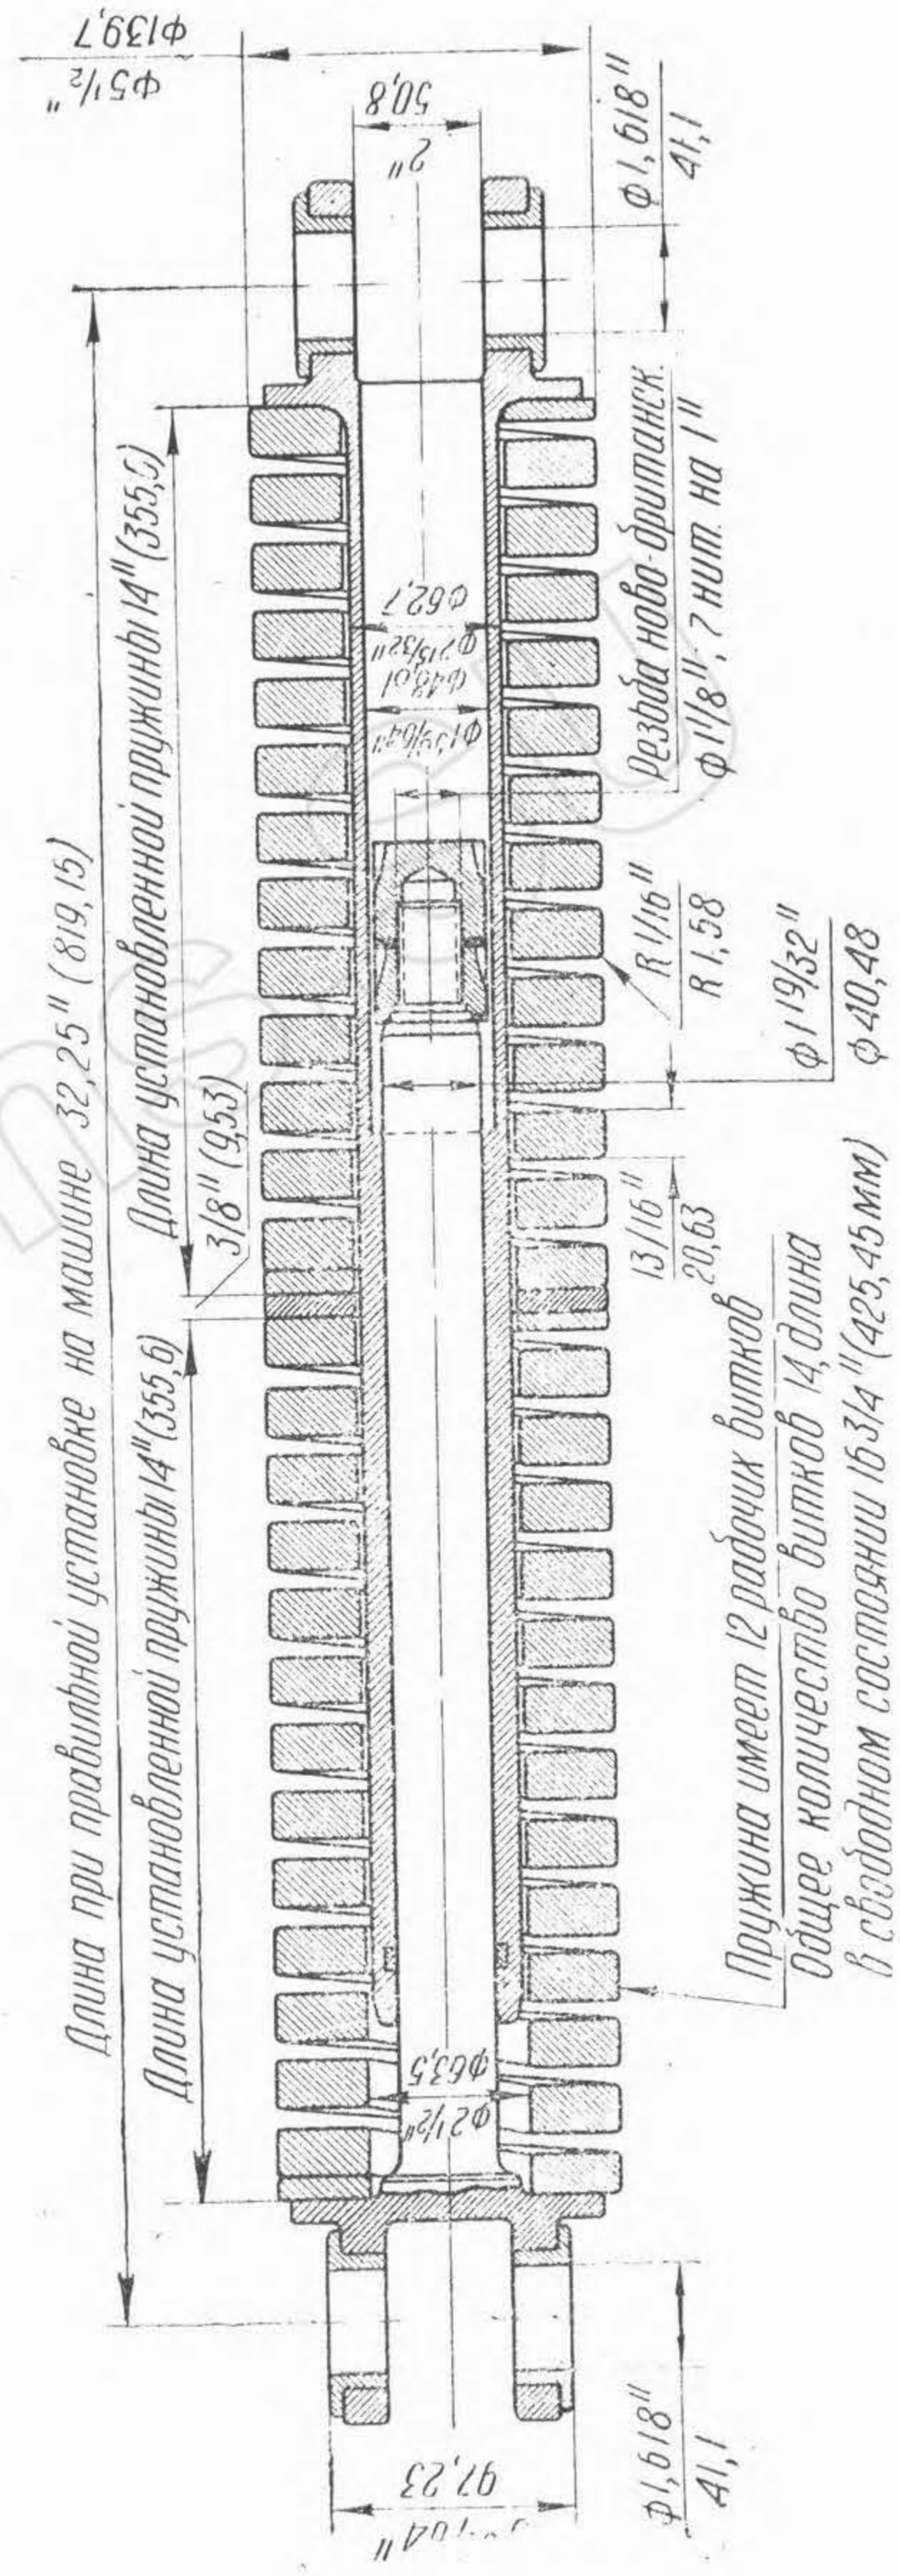 Длина при правильной установке на машине 32,25" (819,15)
Длина установленной пружины 14" (355,6)
Длина установленной пружины 14" (355,6)
3/8" (9,53)
ф5 1/2"
ф139,7
2"
50,8
ф1,618"
41,1
ф2 15/32"
ф62,7
ф48,01
Резьба ново-британск.
ф1 1/8", 7 нит. на 1"
R 1/16"
R 1,58
ф1 19/32"
ф40,48
13/16"
20,63
ф2 1/2"
ф63,5
Пружина имеет 12 рабочих витков
Общее количество витков 14, длина
в свободном состоянии 16 3/4" (425,45 мм)
97,23
ф1,618"
41,1